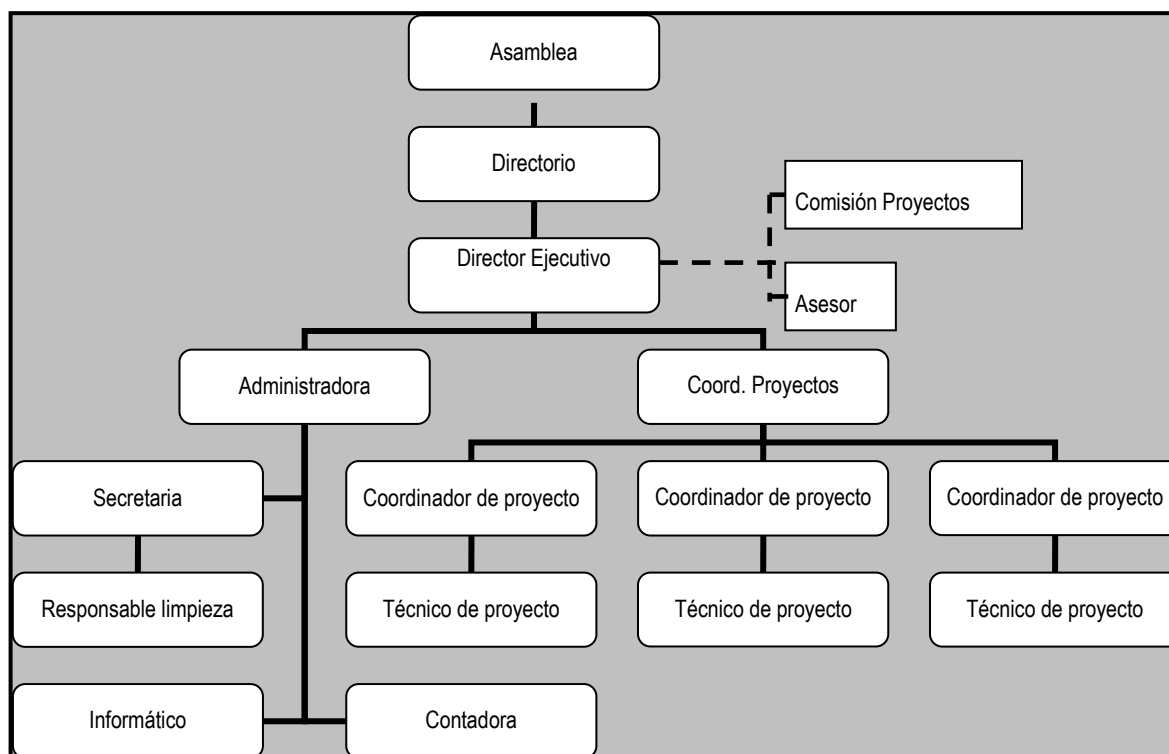 Asamblea
Directorio
Comisión Proyectos
Director Ejecutivo
Asesor
Administradora
Coord. Proyectos
Secretaria
Coordinador de proyecto
Coordinador de proyecto
Coordinador de proyecto
Responsable limpieza
Técnico de proyecto
Técnico de proyecto
Técnico de proyecto
Informático
Contadora